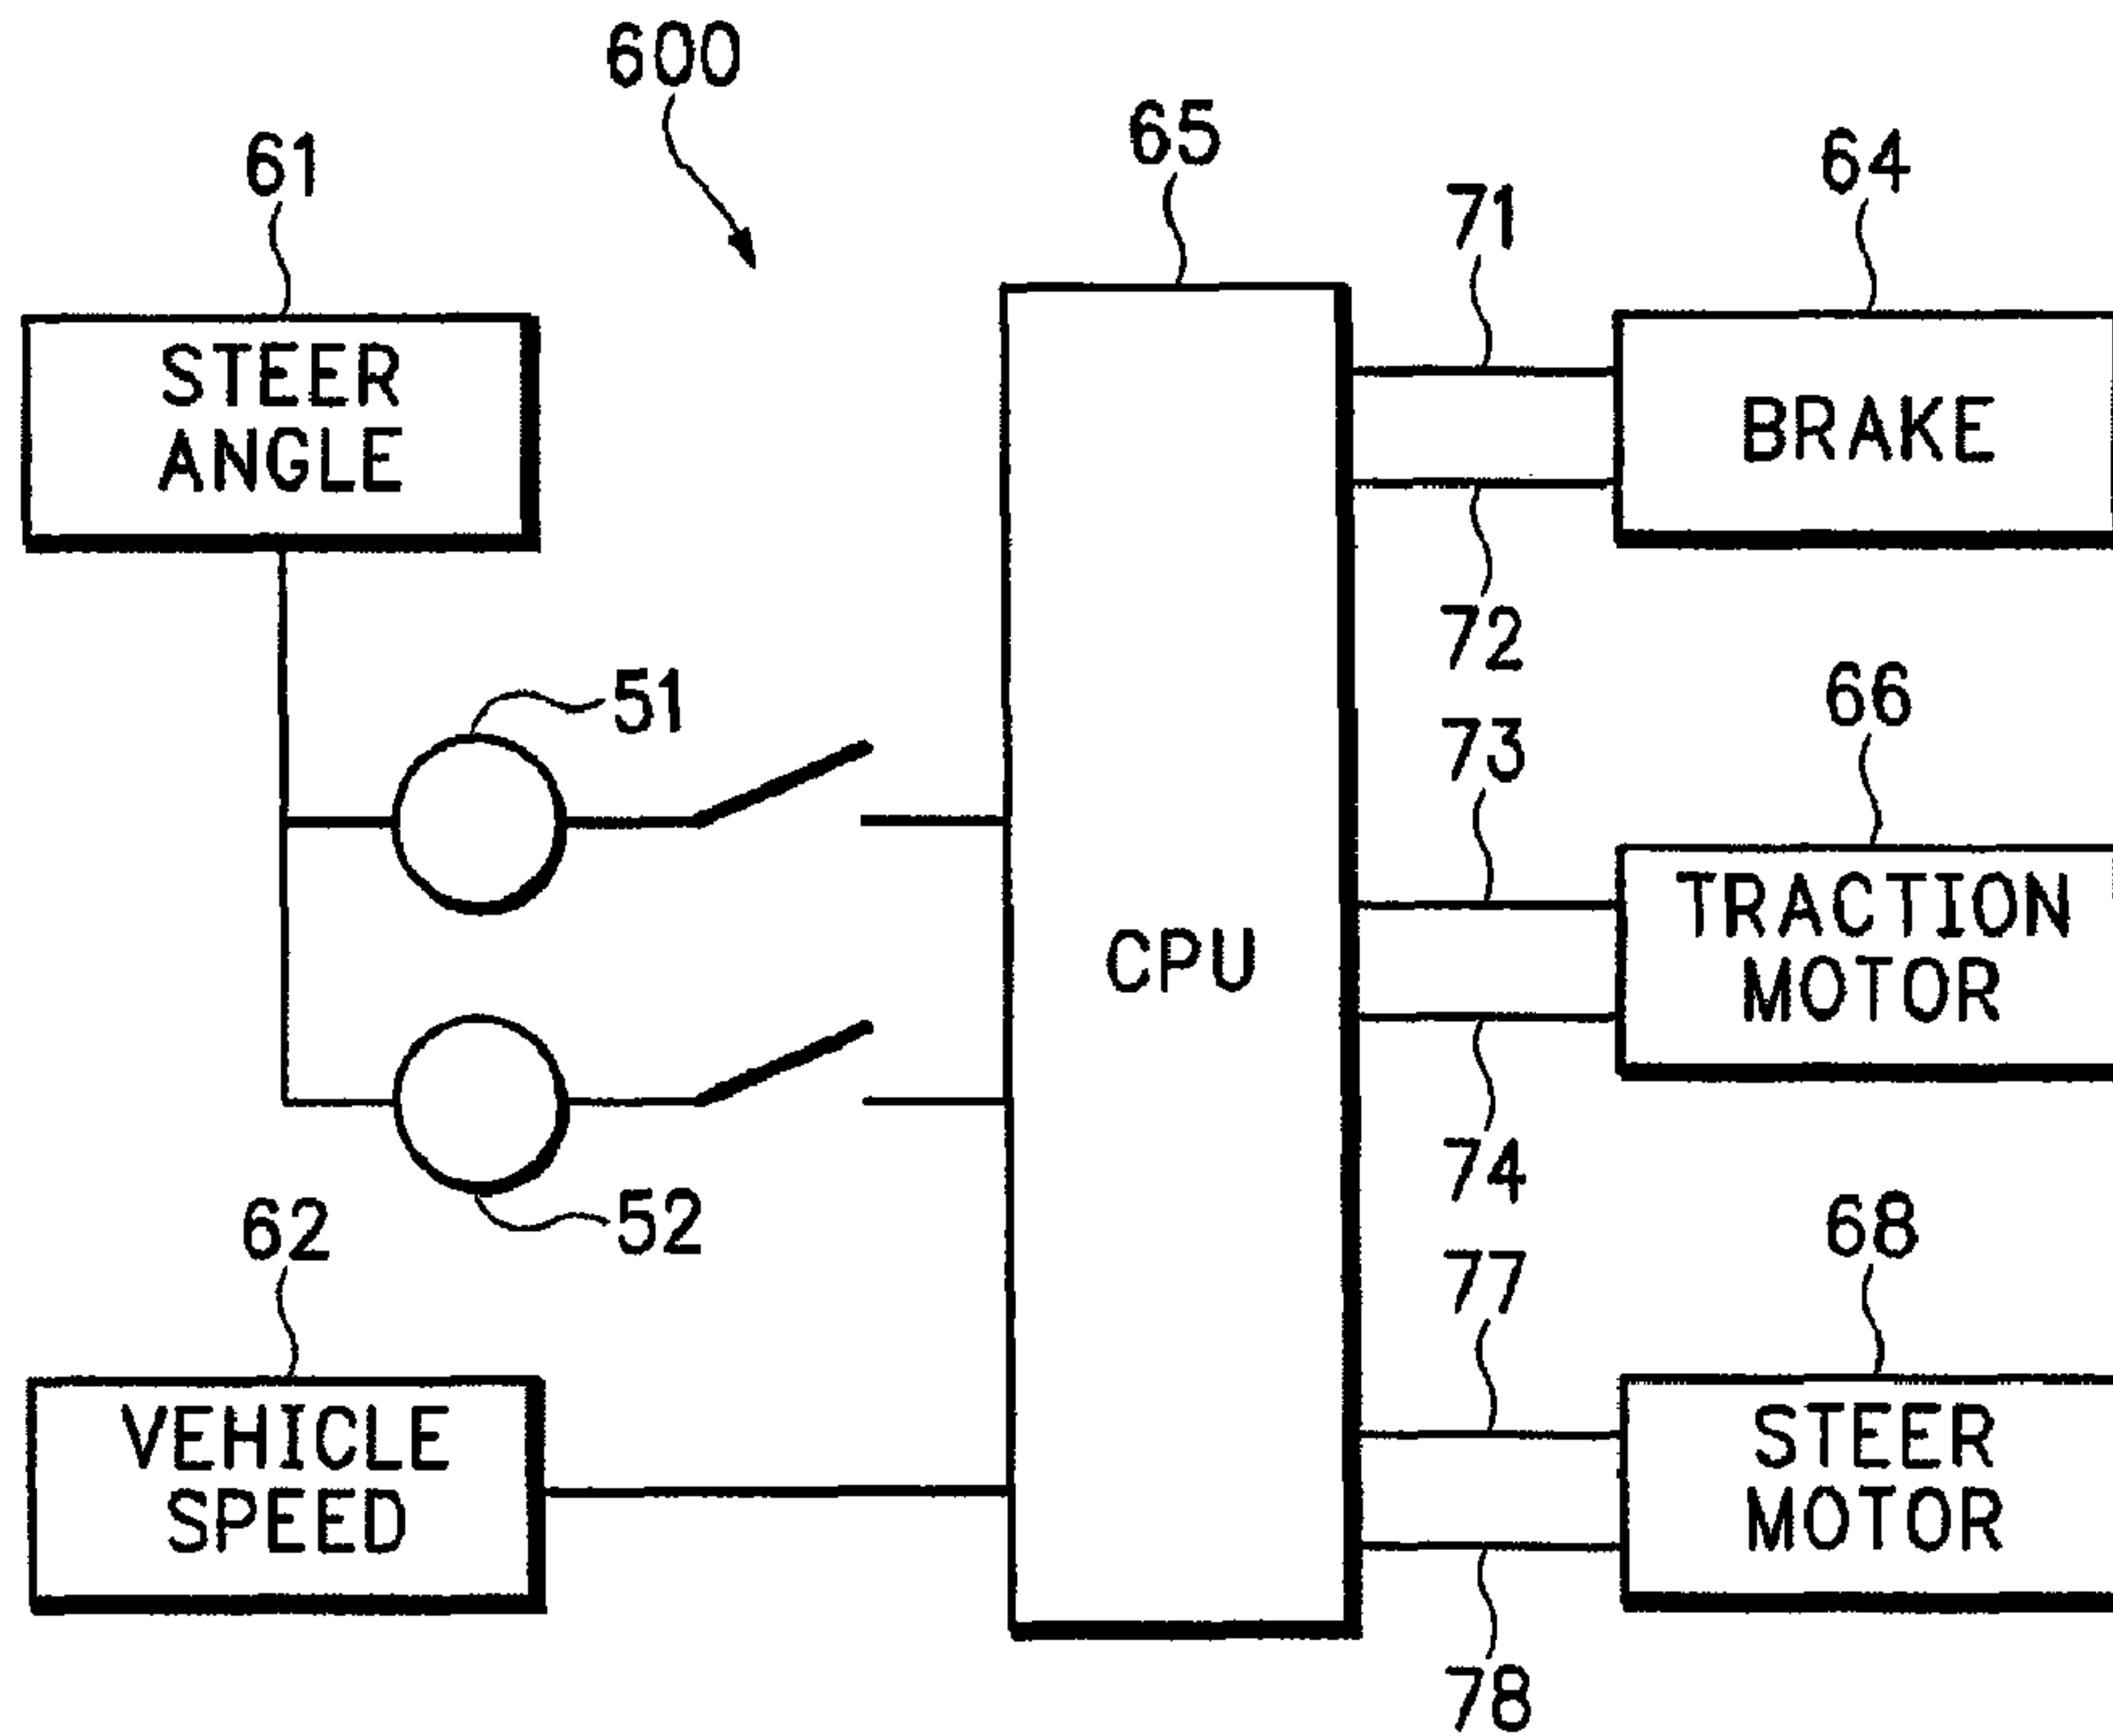 600
61
65
71
64
STEER
ANGLE
BRAKE
72
51
73
66
CPU
TRACTION
MOTOR
74
52
62
77
68
VEHICLE
SPEED
STEER
MOTOR
78